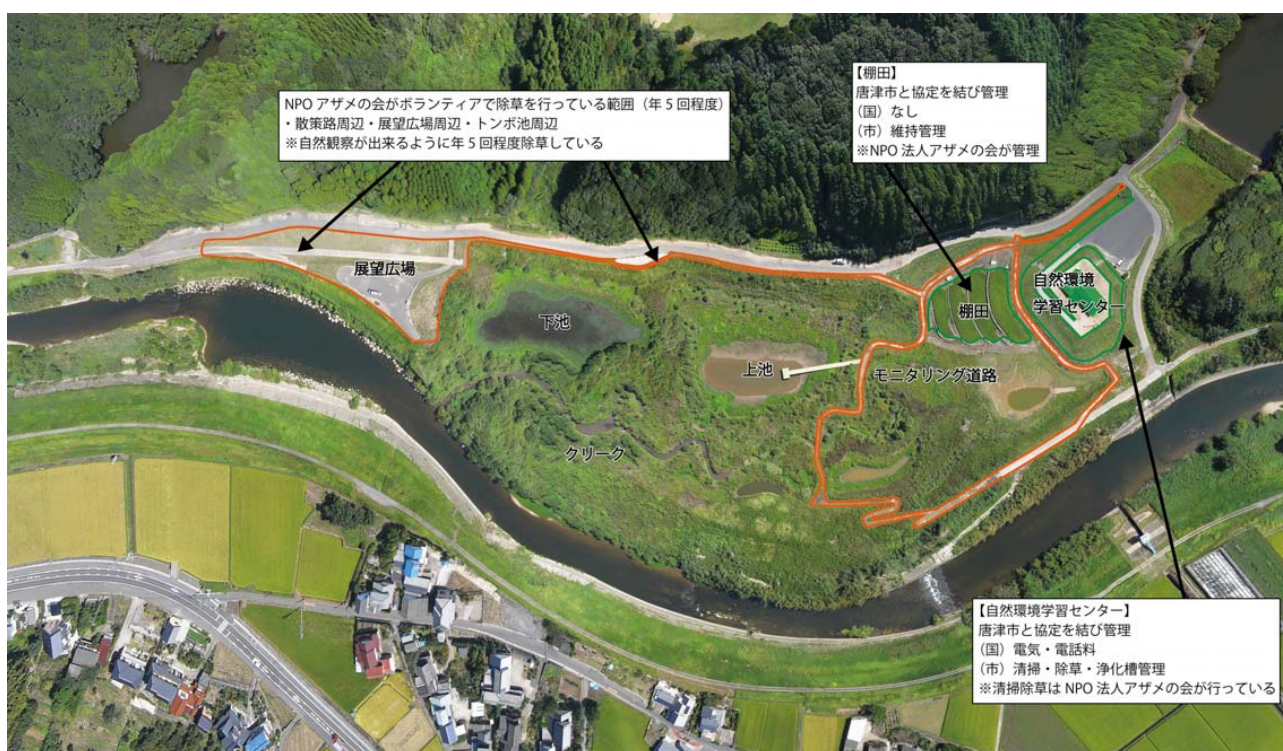 NPO アザメの会がボランティアで除草を行っている範囲（年 5 回程度）
・散策路周辺・展望広場周辺・トンボ池周辺
※自然観察が出来るように年 5 回程度除草している
【棚田】
唐津市と協定を結び管理
（国）なし
（市）維持管理
※NPO 法人アザメの会が管理
展望広場
下池
上池
棚田
自然環境
学習センター
モニタリング道路
クリーク
【自然環境学習センター】
唐津市と協定を結び管理
（国）電気・電話料
（市）清掃・除草・浄化槽管理
※清掃除草は NPO 法人アザメの会が行っている